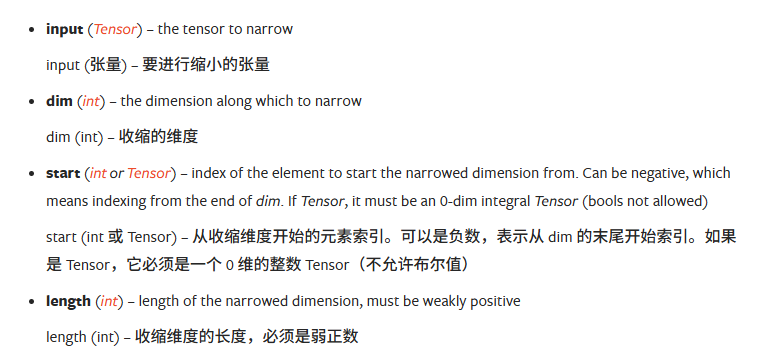 input (Tensor) – the tensor to narrow
input (张量) – 要进行缩小的张量
dim (int) – the dimension along which to narrow
dim (int) – 收缩的维度
start (int or Tensor) – index of the element to start the narrowed dimension from. Can be negative, which
means indexing from the end of dim. If Tensor, it must be an 0-dim integral Tensor (bools not allowed)
start (int 或 Tensor) – 从收缩维度开始的元素索引。可以是负数，表示从 dim 的末尾开始索引。如果
是 Tensor，它必须是一个 0 维的整数 Tensor（不允许布尔值）
length (int) – length of the narrowed dimension, must be weakly positive
length (int) – 收缩维度的长度，必须是弱正数